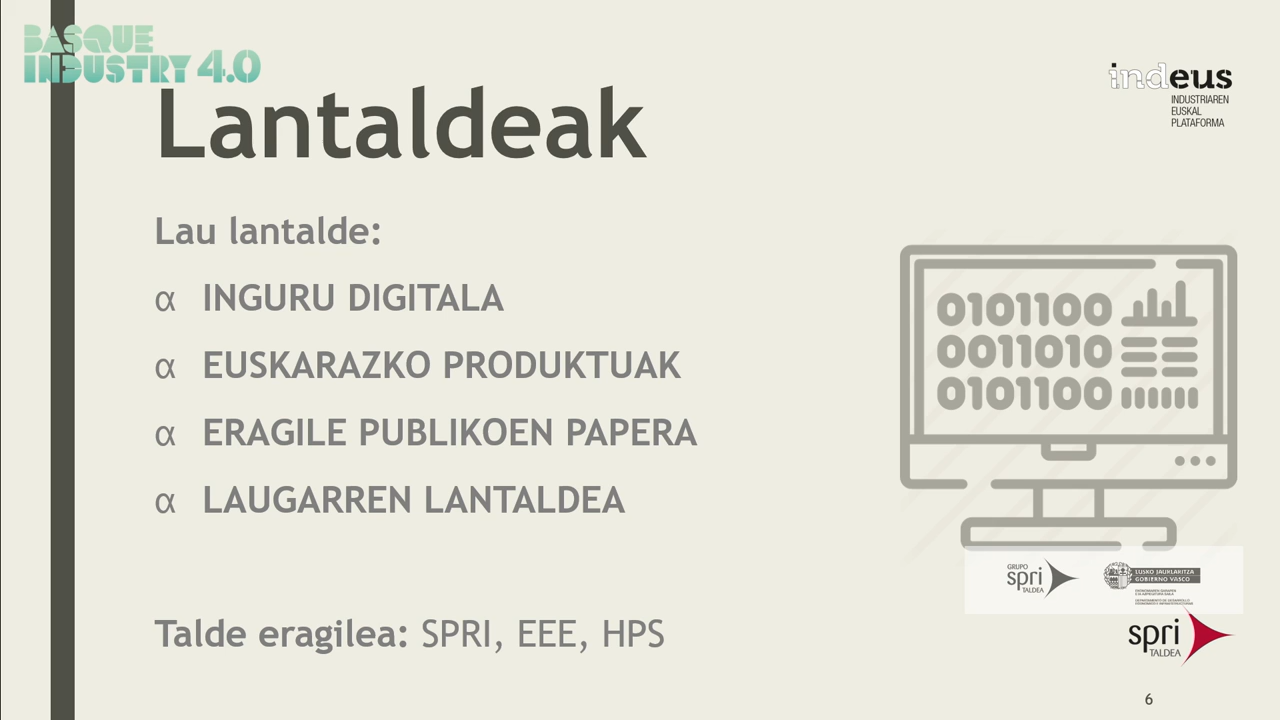 BASQUE
INDUSTRY 4.0
indeus
INDUSTRIAREN
EUSKAL
PLATAFORMA
Lantaldeak
Lau lantalde:
α INGURU DIGITALA
α EUSKARAZKO PRODUKTUAK
α ERAGILE PUBLIKOEN PAPERA
α LAUGARREN LANTALDEA
0101100
0011010
0101100
GRUPO
spri
TALDEA
EUSKO JAURLARITZA
GOBIERNO VASCO
Talde eragilea: SPRI, EEE, HPS
spri
TALDEA
6